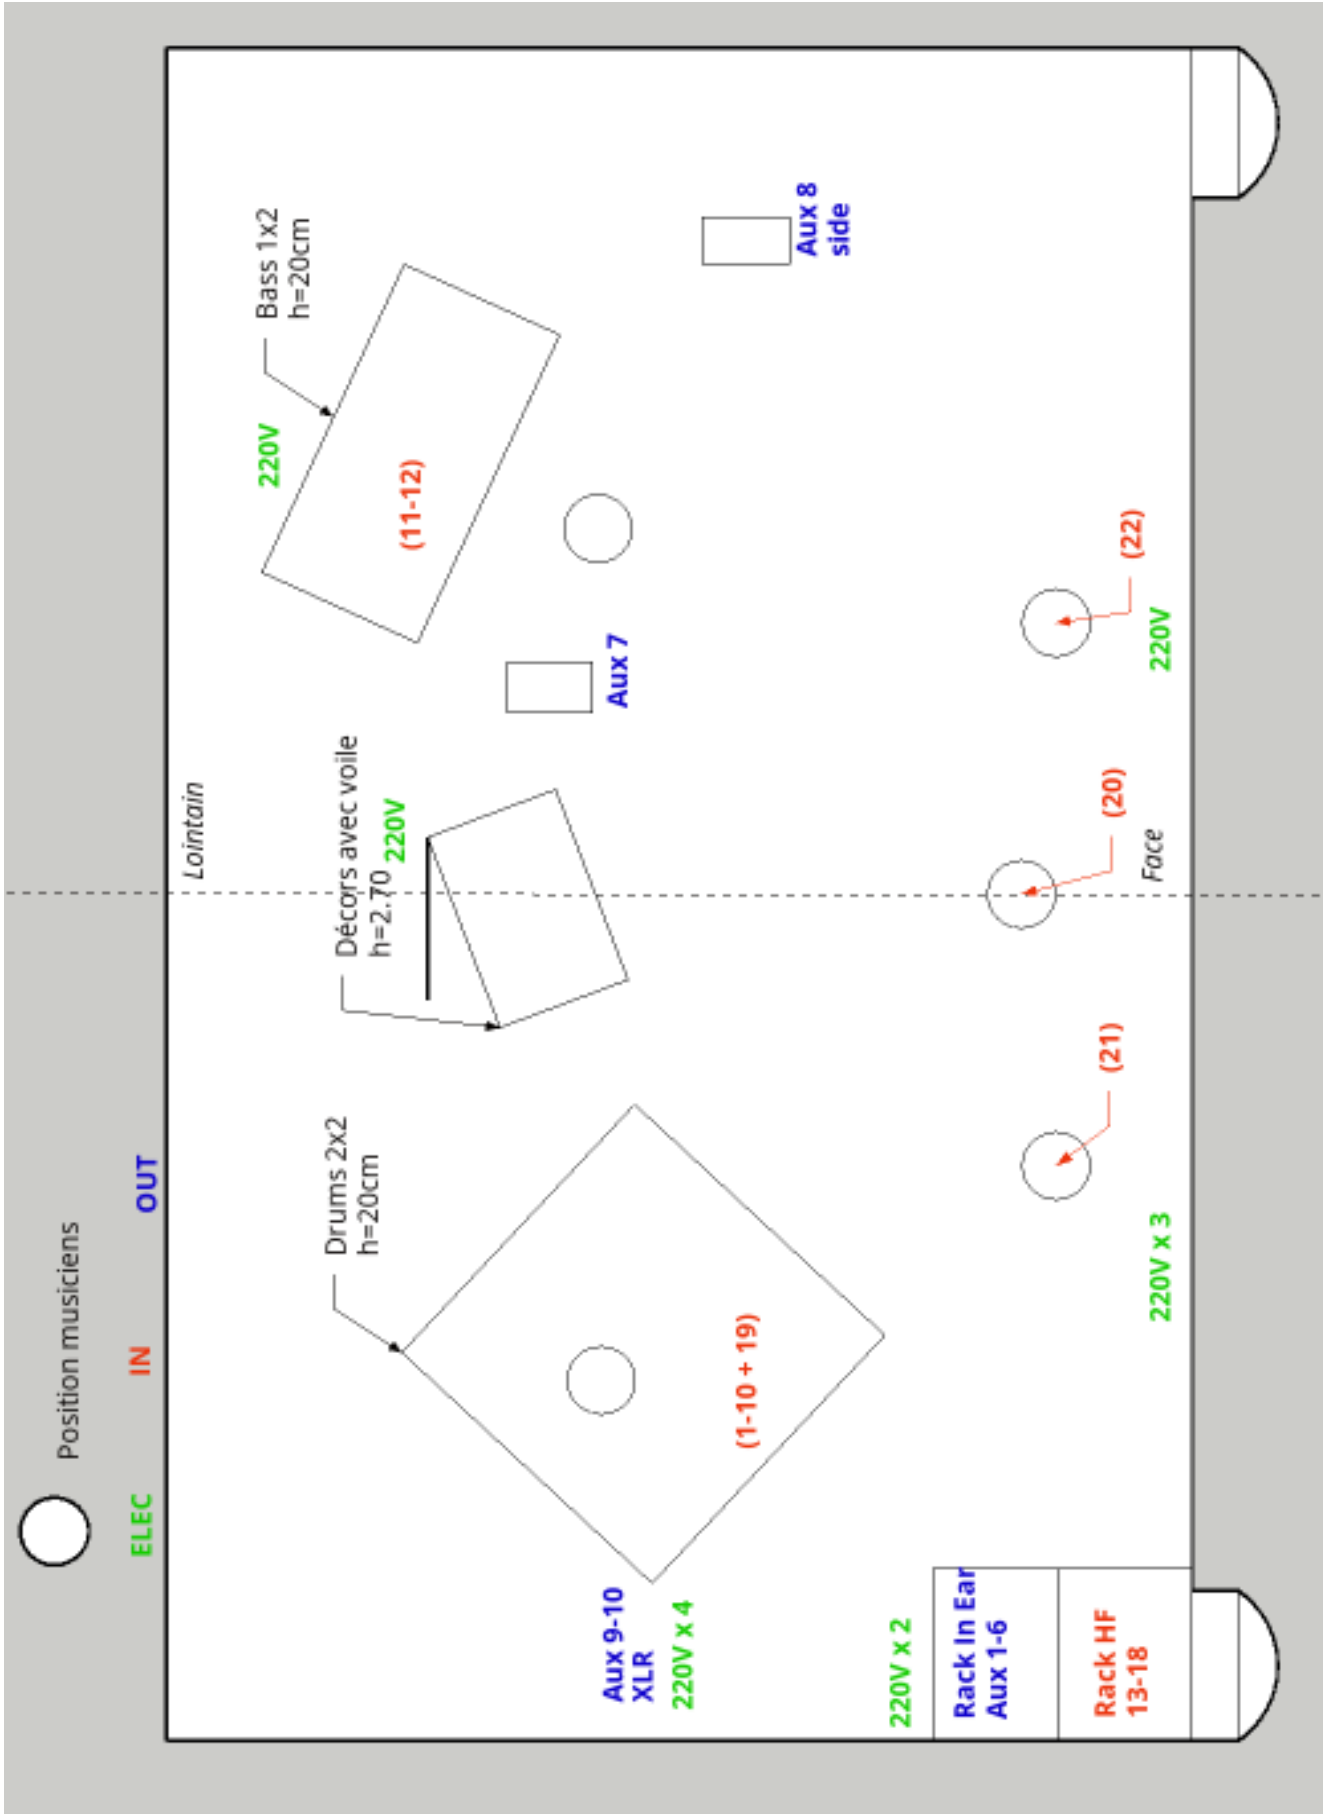 Position musiciens
ELEC
IN
OUT
Lointain
Drums 2x2
h=20cm
Décors avec voile
h=2.70
220V
Bass 1x2
h=20cm
220V
(11-12)
Aux 7
Aux 8
side
(1-10 + 19)
Aux 9-10
XLR
220V x 4
220V x 2
Rack In Ear
Aux 1-6
Rack HF
13-18
(21)
220V x 3
(20)
Face
(22)
220V